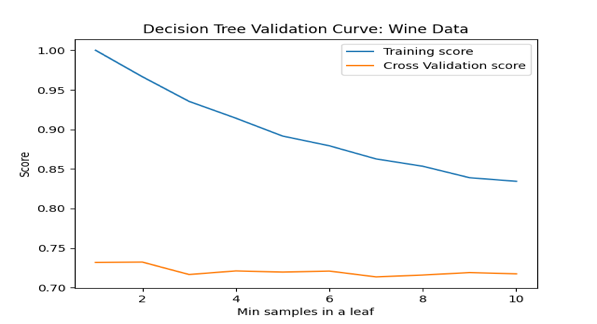 Decision Tree Validation Curve: Wine Data
Training score
Cross Validation score
1.00
0.95
0.90
0.85
0.80
0.75
0.70
Score
2 4 6 8 10
Min samples in a leaf